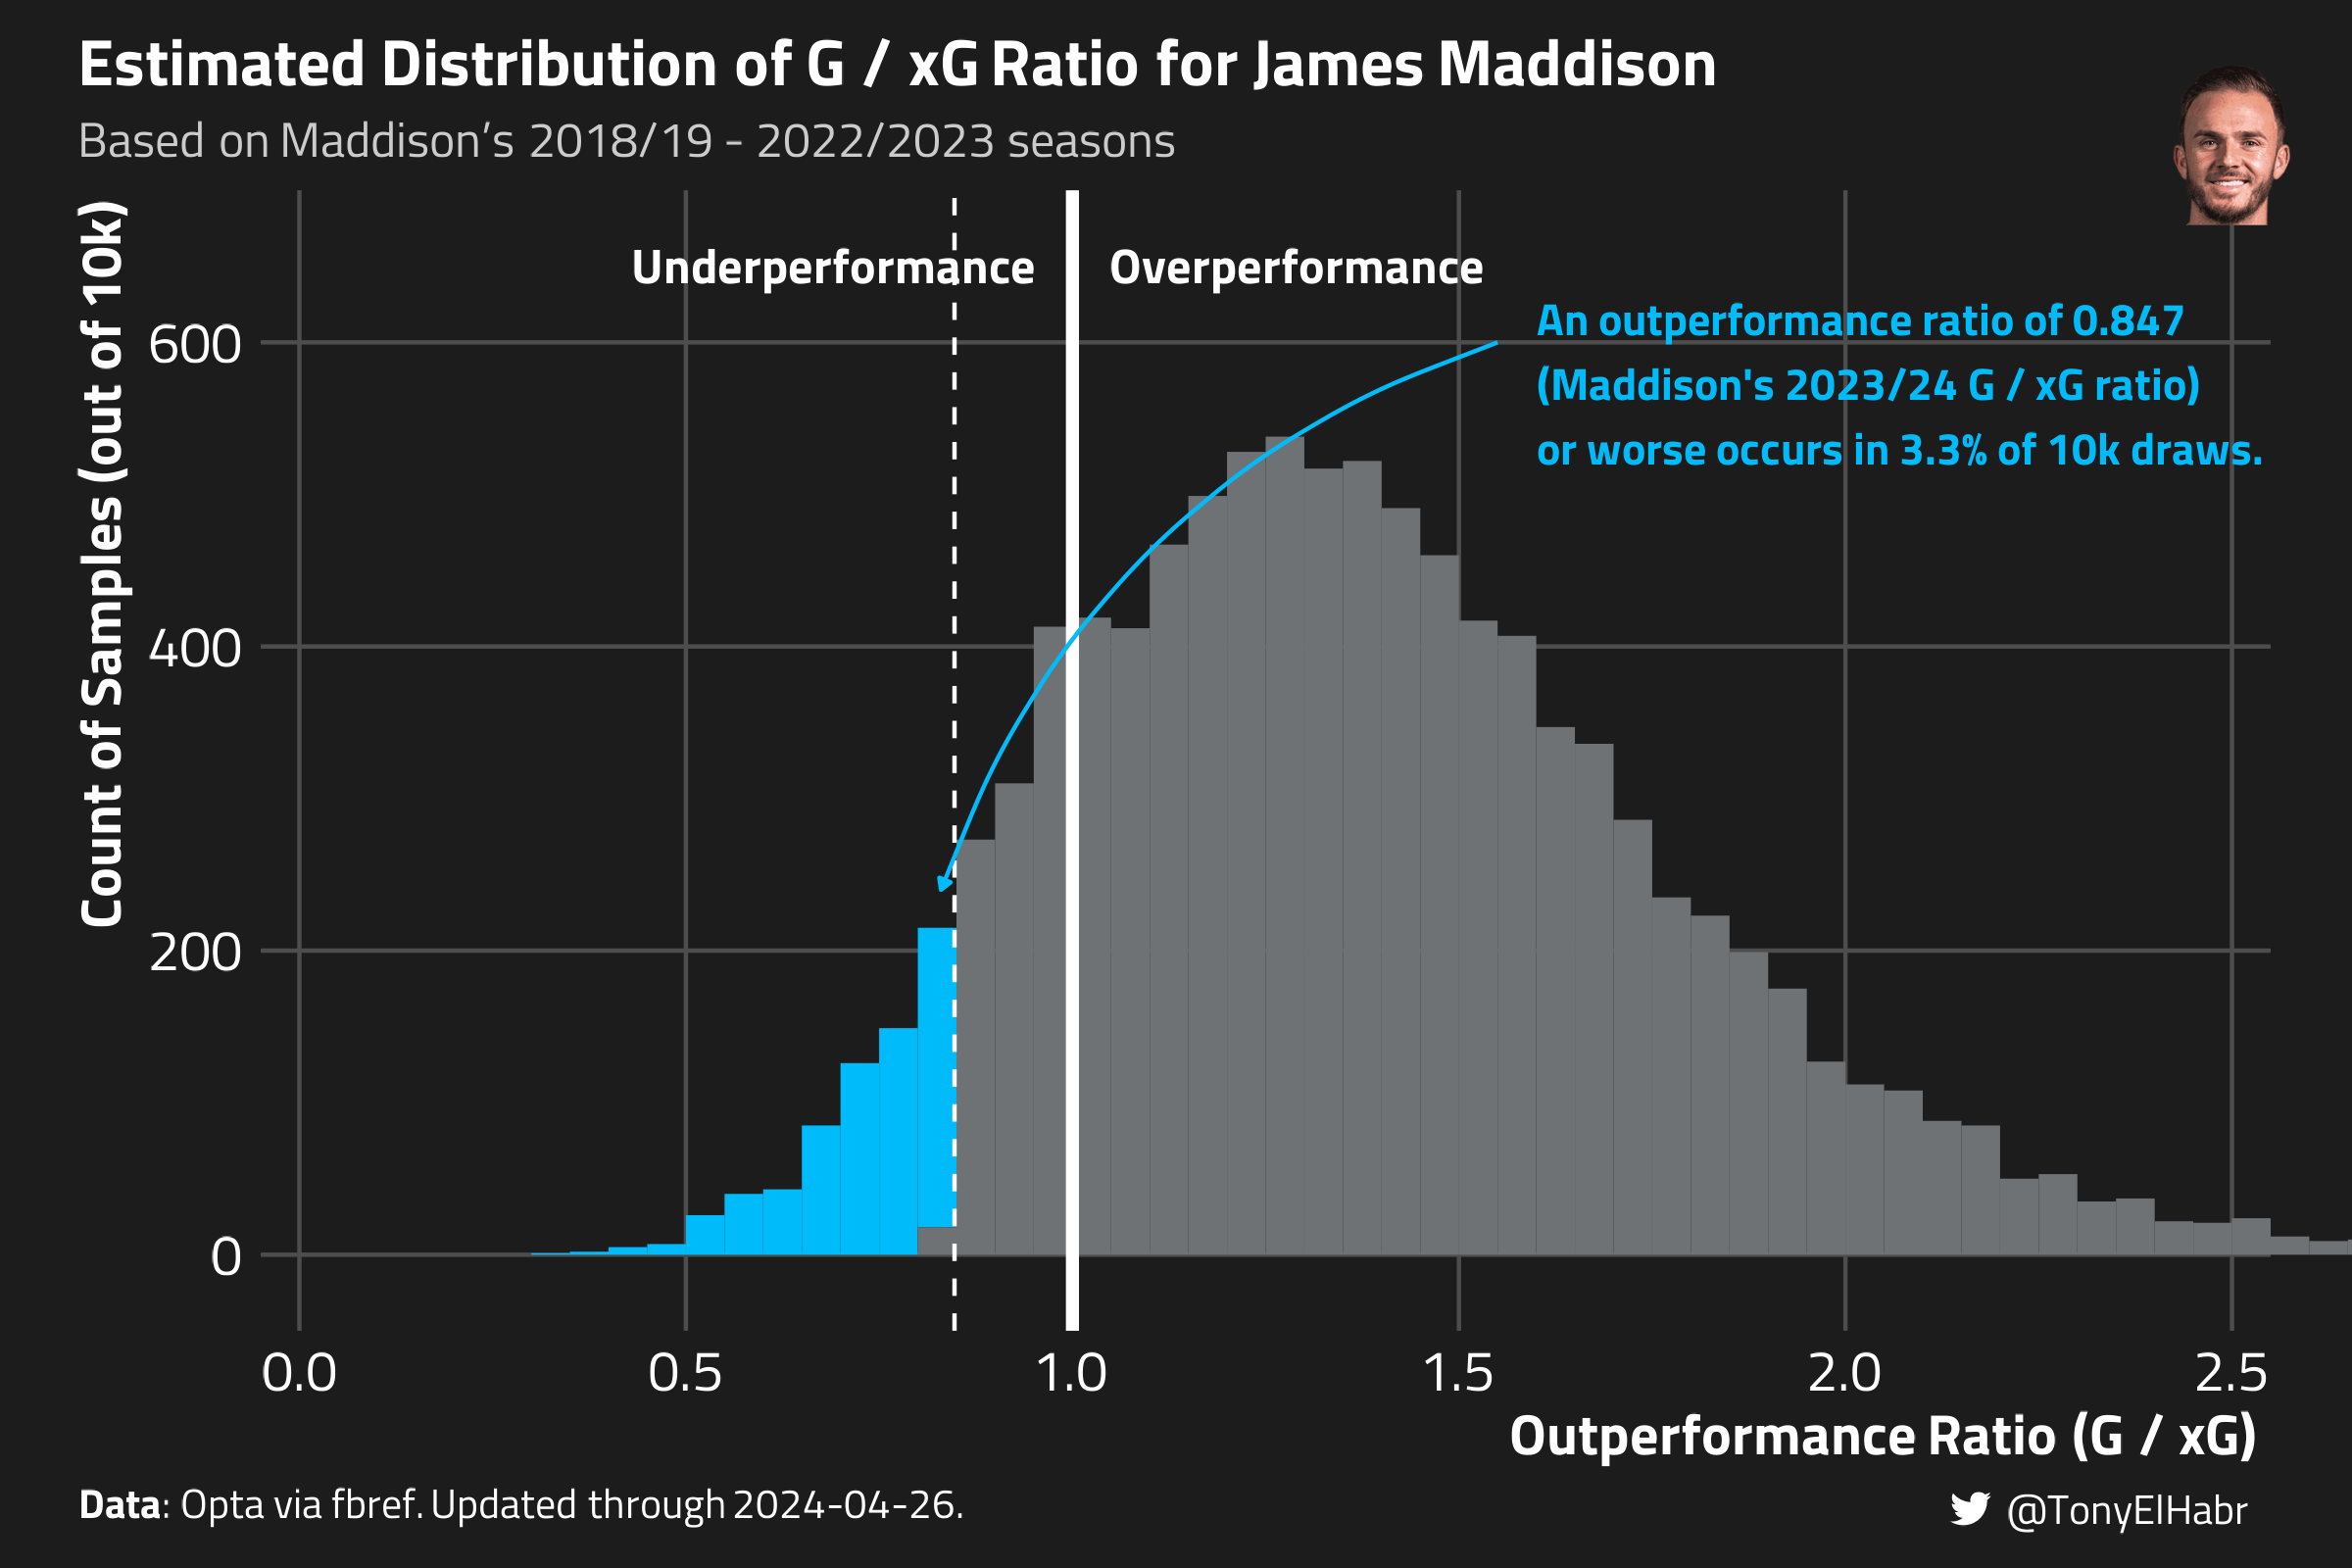 Estimated Distribution of G / xG Ratio for James Maddison
Based on Maddison’s 2018/19 - 2022/2023 seasons
Count of Samples (out of 10k)
Underperformance
Overperformance
An outperformance ratio of 0.847
(Maddison's 2023/24 G / xG ratio)
or worse occurs in 3.3% of 10k draws.
600
400
200
0
0.0
0.5
1.0
1.5
2.0
2.5
Outperformance Ratio (G / xG)
Data: Opta via fbref. Updated through 2024-04-26.
@TonyElHabr